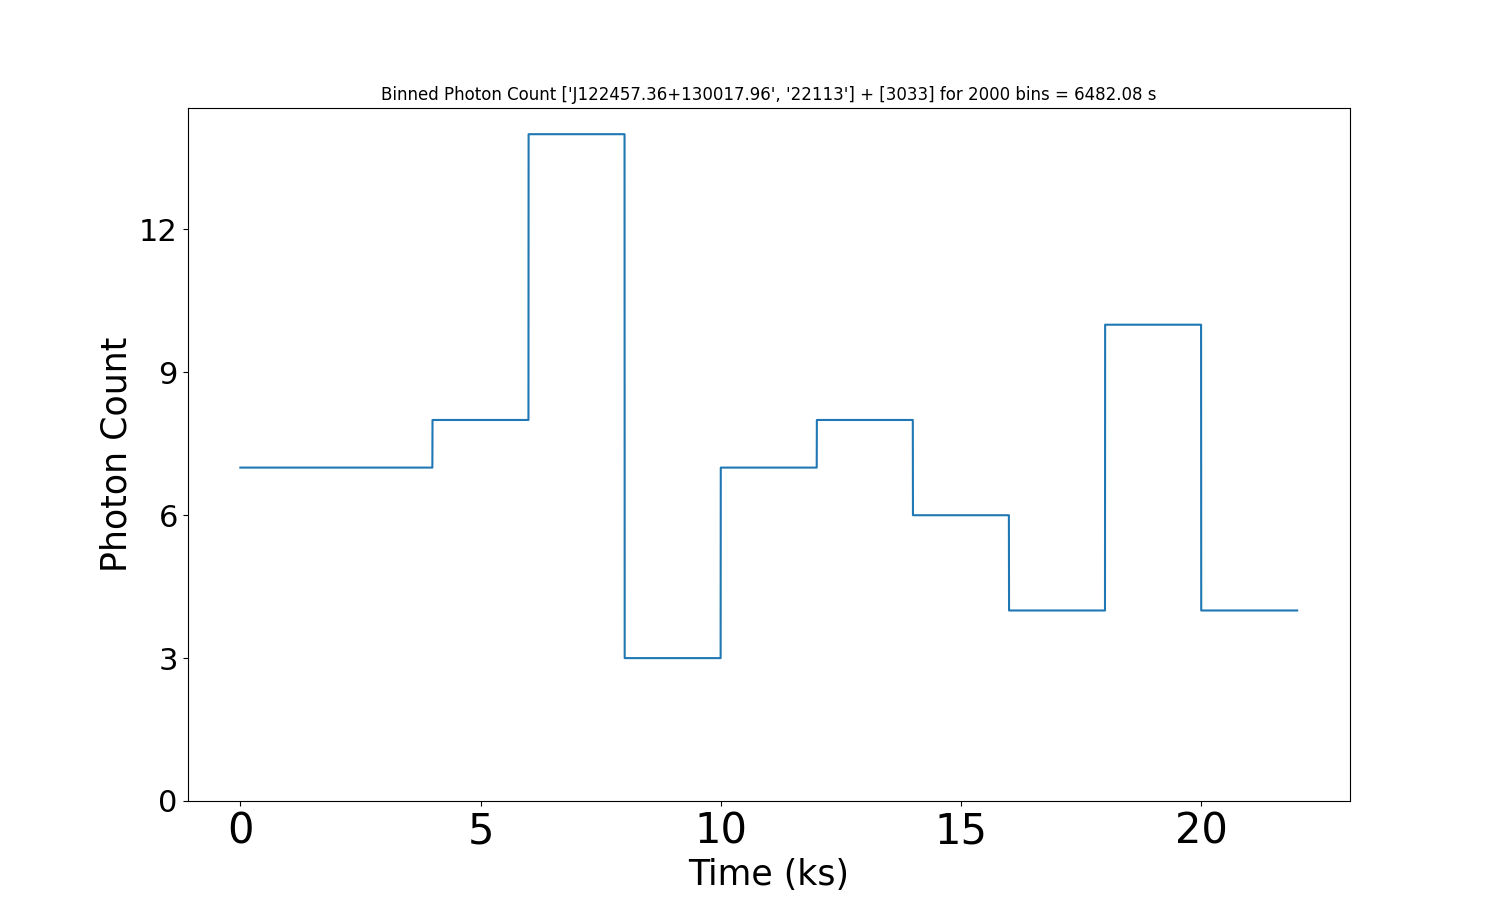 Binned Photon Count ['J122457.36+130017.96', '22113'] + [3033] for 2000 bins = 6482.08 s
12
9
6
3
0
Photon Count
0 5 10 15 20
Time (ks)